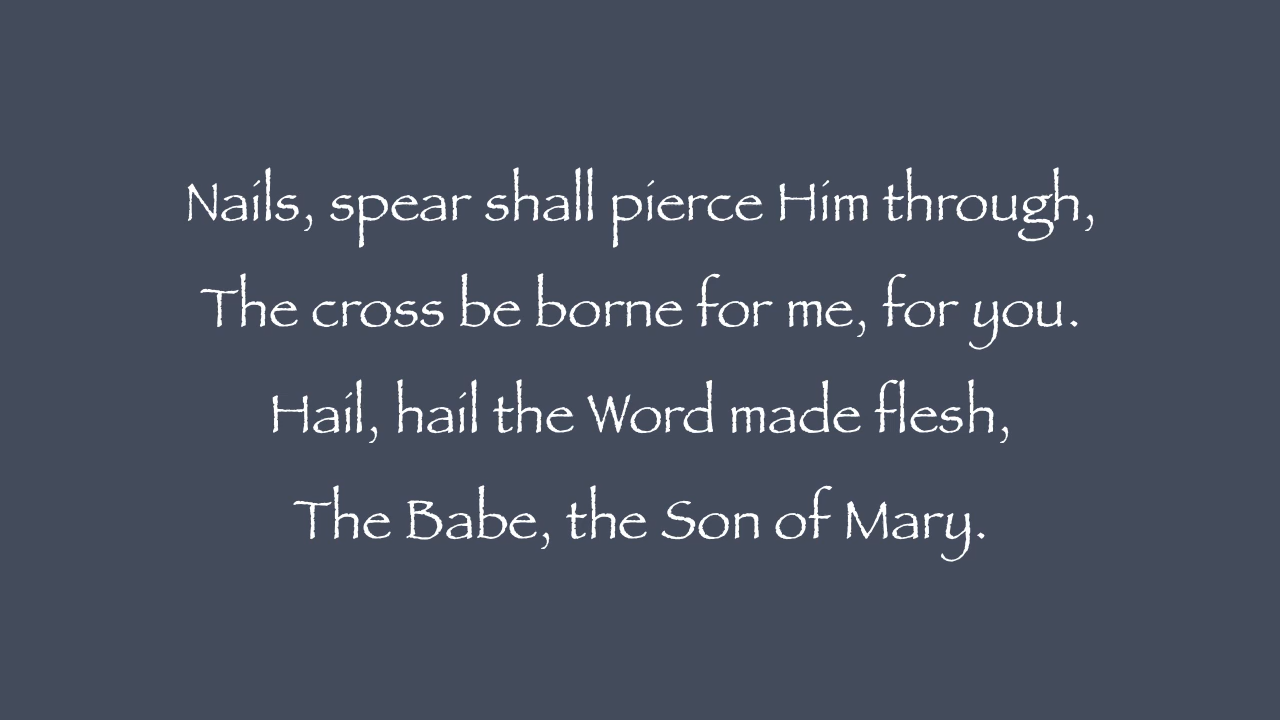 Nails, spear shall pierce Him through,
The cross be borne for me, for you.
Hail, hail the Word made flesh,
The Babe, the Son of Mary.